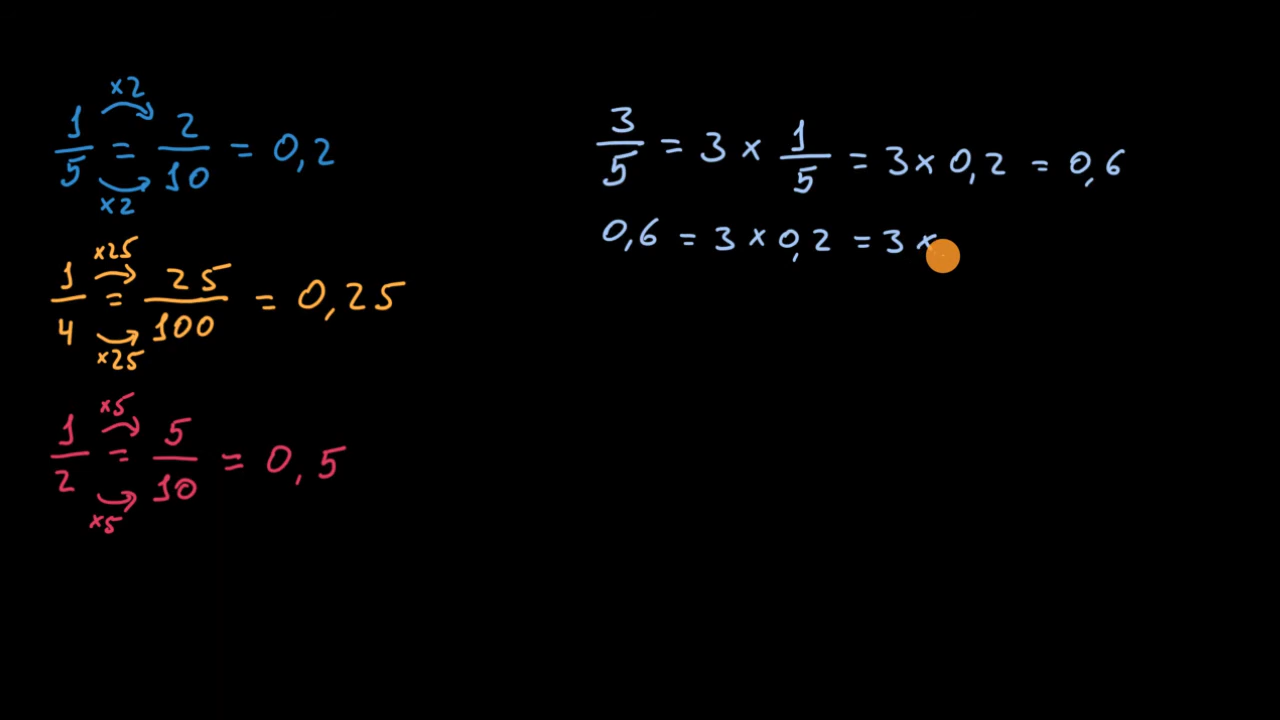 ×2
1/5 = 2/10 = 0,2
×2
×25
1/4 = 25/100 = 0,25
×25
×5
1/2 = 5/10 = 0,5
×5
3/5 = 3 × 1/5 = 3 × 0,2 = 0,6
0,6 = 3 × 0,2 = 3 ×